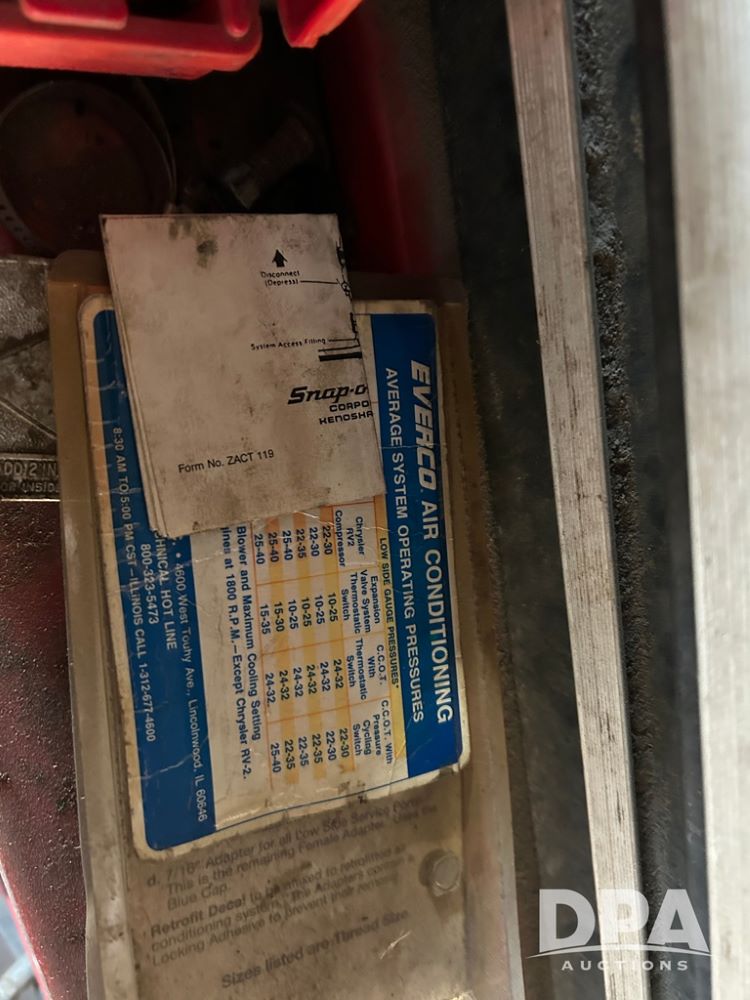 Disconnect
(Depress)
System Access Fitting
Snap-o
CORPO
KENOSHA
Form No. ZACT 119
EVERCO AIR CONDITIONING
AVERAGE SYSTEM OPERATING PRESSURES
LOW SIDE GAUGE PRESSURES*
Chrysler RV2 Compressor
Expansion Valve System Thermostatic Switch
C.C.O.T. With Thermostatic Switch
C.C.O.T. With Pressure Cycling Switch
22-30 10-25 24-32 22-30
22-30 10-25 24-32 22-30
22-35 10-25 24-32 22-35
25-40 10-25 24-32 22-35
25-40 15-30 24-32 22-35
25-40 15-35 24-32 25-40
Blower and Maximum Cooling Setting
gines at 1800 R.P.M.—Except Chrysler RV-2.
• 4600 West Touhy Ave., Lincolnwood, IL 60646
HNICAL HOT LINE
800-323-5473
8:30 AM TO 5:00 PM CST—ILLINOIS CALL 1-312-677-4600
d. 7/16" Adapter for all Low Side Service Ports
This is the remaining Female Adapter. Uses the
Blue Cap.
Retrofit Decal to be affixed to retrofitted air
conditioning system. The Adapters contain a
Locking Adhesive to prevent their removal
Sizes listed are Thread Size
DPA
AUCTIONS